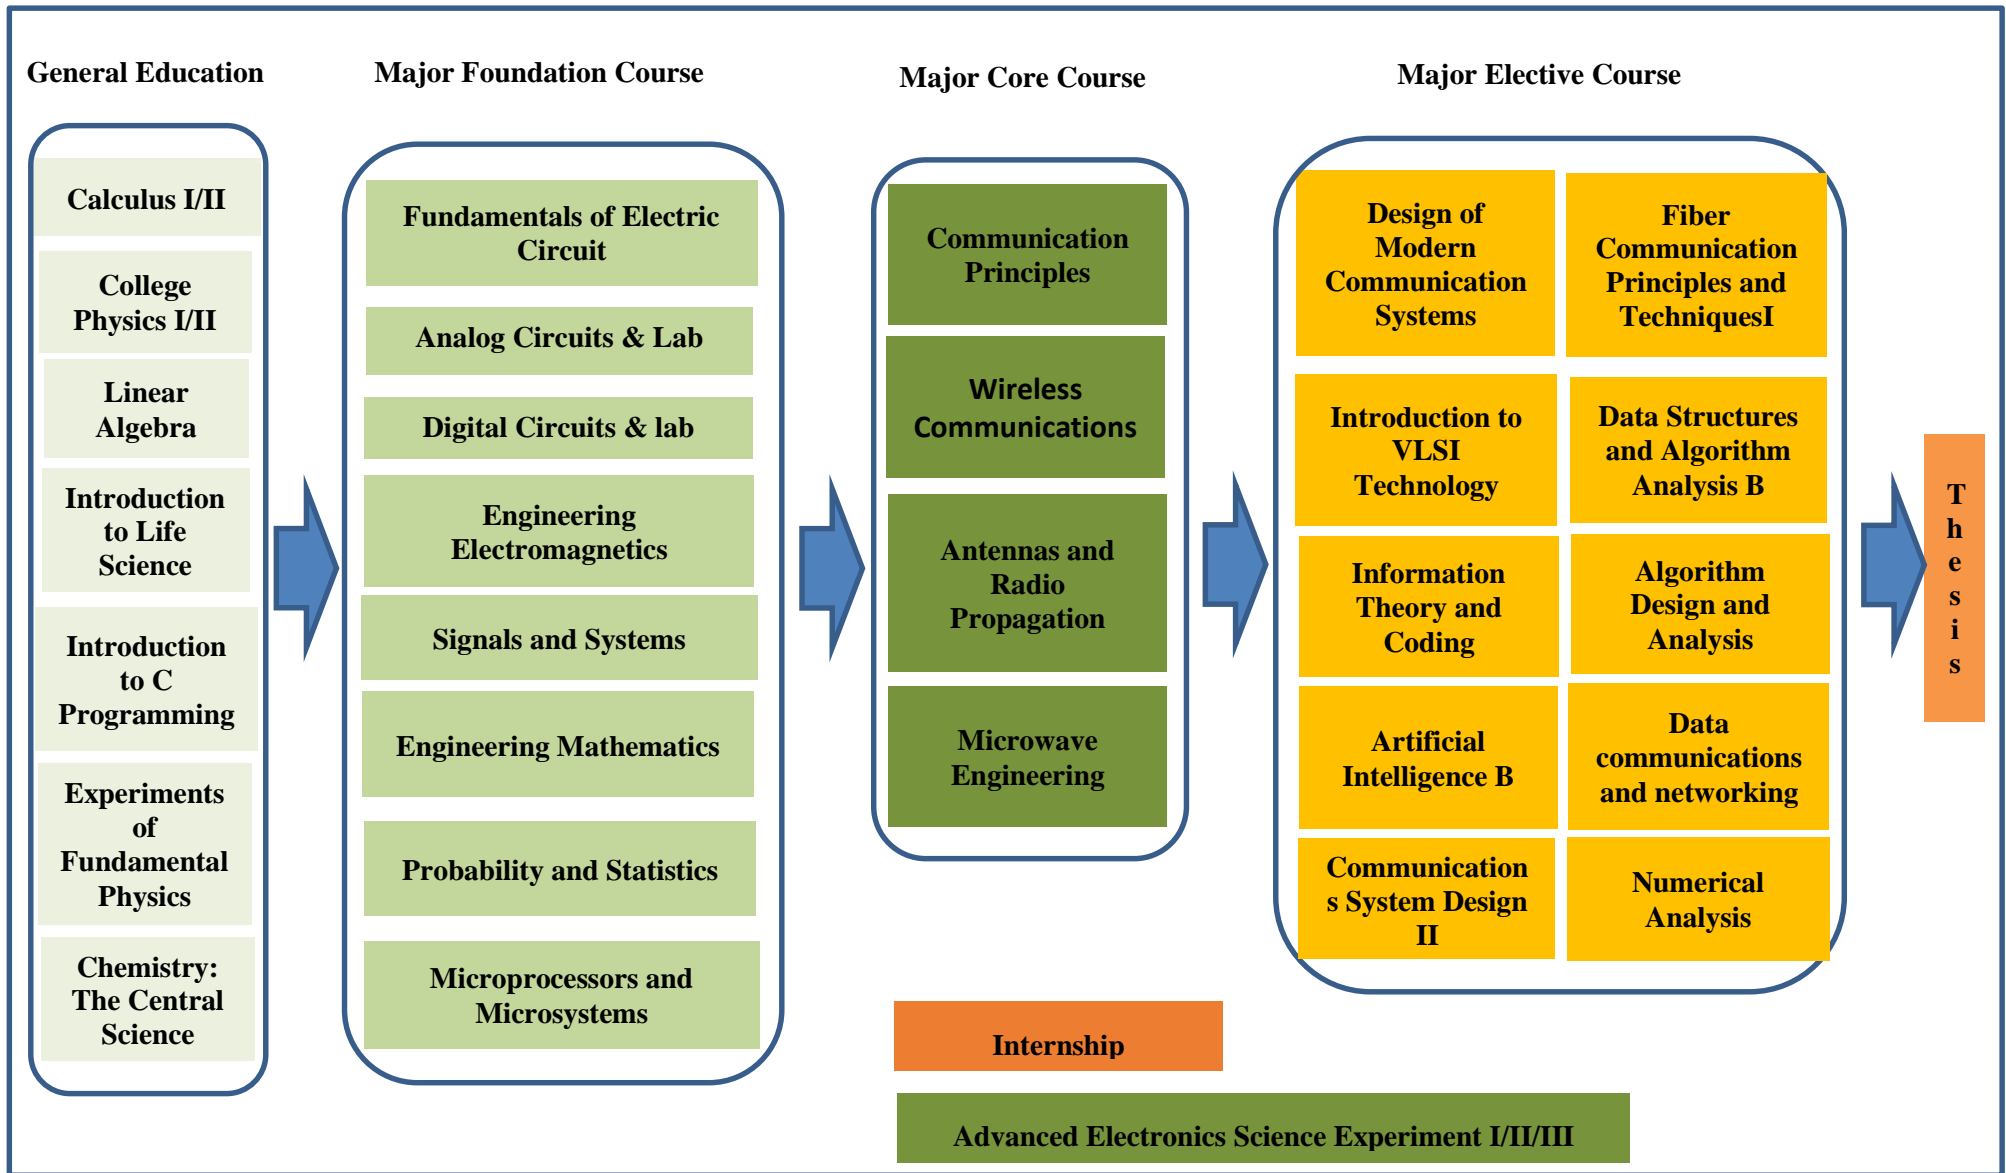 General Education
Calculus I/II
College
Physics I/II
Linear
Algebra
Introduction
to Life
Science
Introduction
to C
Programming
Experiments
of
Fundamental
Physics
Chemistry:
The Central
Science
Major Foundation Course
Fundamentals of Electric
Circuit
Analog Circuits & Lab
Digital Circuits & lab
Engineering
Electromagnetics
Signals and Systems
Engineering Mathematics
Probability and Statistics
Microprocessors and
Microsystems
Major Core Course
Communication
Principles
Wireless
Communications
Antennas and
Radio
Propagation
Microwave
Engineering
Major Elective Course
Design of
Modern
Communication
Systems
Fiber
Communication
Principles and
TechniquesI
Introduction to
VLSI
Technology
Data Structures
and Algorithm
Analysis B
Information
Theory and
Coding
Algorithm
Design and
Analysis
Artificial
Intelligence B
Data
communications
and networking
Communication
s System Design
II
Numerical
Analysis
T
h
e
s
i
s
Internship
Advanced Electronics Science Experiment I/II/III